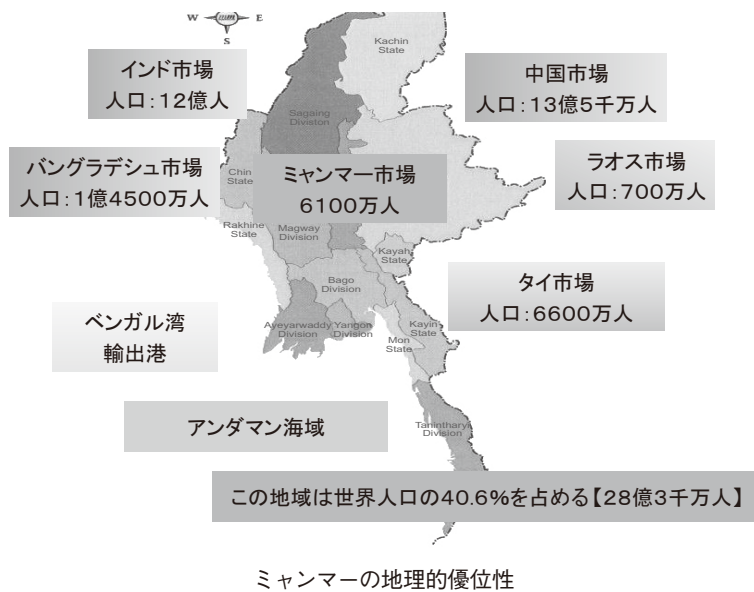 W E
S
Kachin
State
インド市場
人口：12億人
中国市場
人口：13億5千万人
Sagaing
Division
バングラデシュ市場
人口：1億4500万人
Chin
State
ミャンマー市場
6100万人
ラオス市場
人口：700万人
Rakhine
State
Magway
Division
Kayah
State
Bago
Division
タイ市場
人口：6600万人
ベンガル湾
輸出港
Ayeyarwaddy
Division
Yangon
Division
Kayin
State
Mon
State
アンダマン海域
Tanintharyi
Division
この地域は世界人口の40.6%を占める【28億3千万人】
ミャンマーの地理的優位性